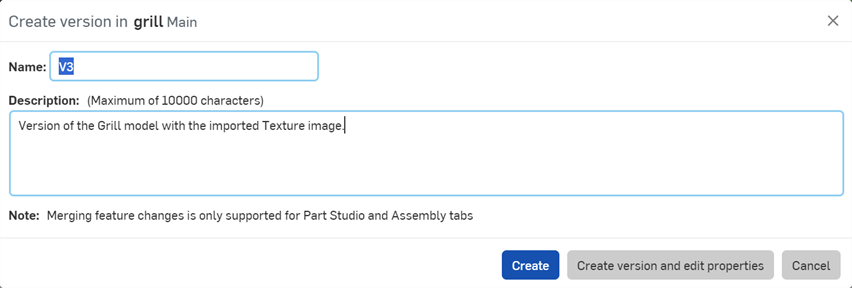 Create version in grill Main
Name: V3
Description: (Maximum of 10000 characters)
Version of the Grill model with the imported Texture image.
Note: Merging feature changes is only supported for Part Studio and Assembly tabs
Create Create version and edit properties Cancel